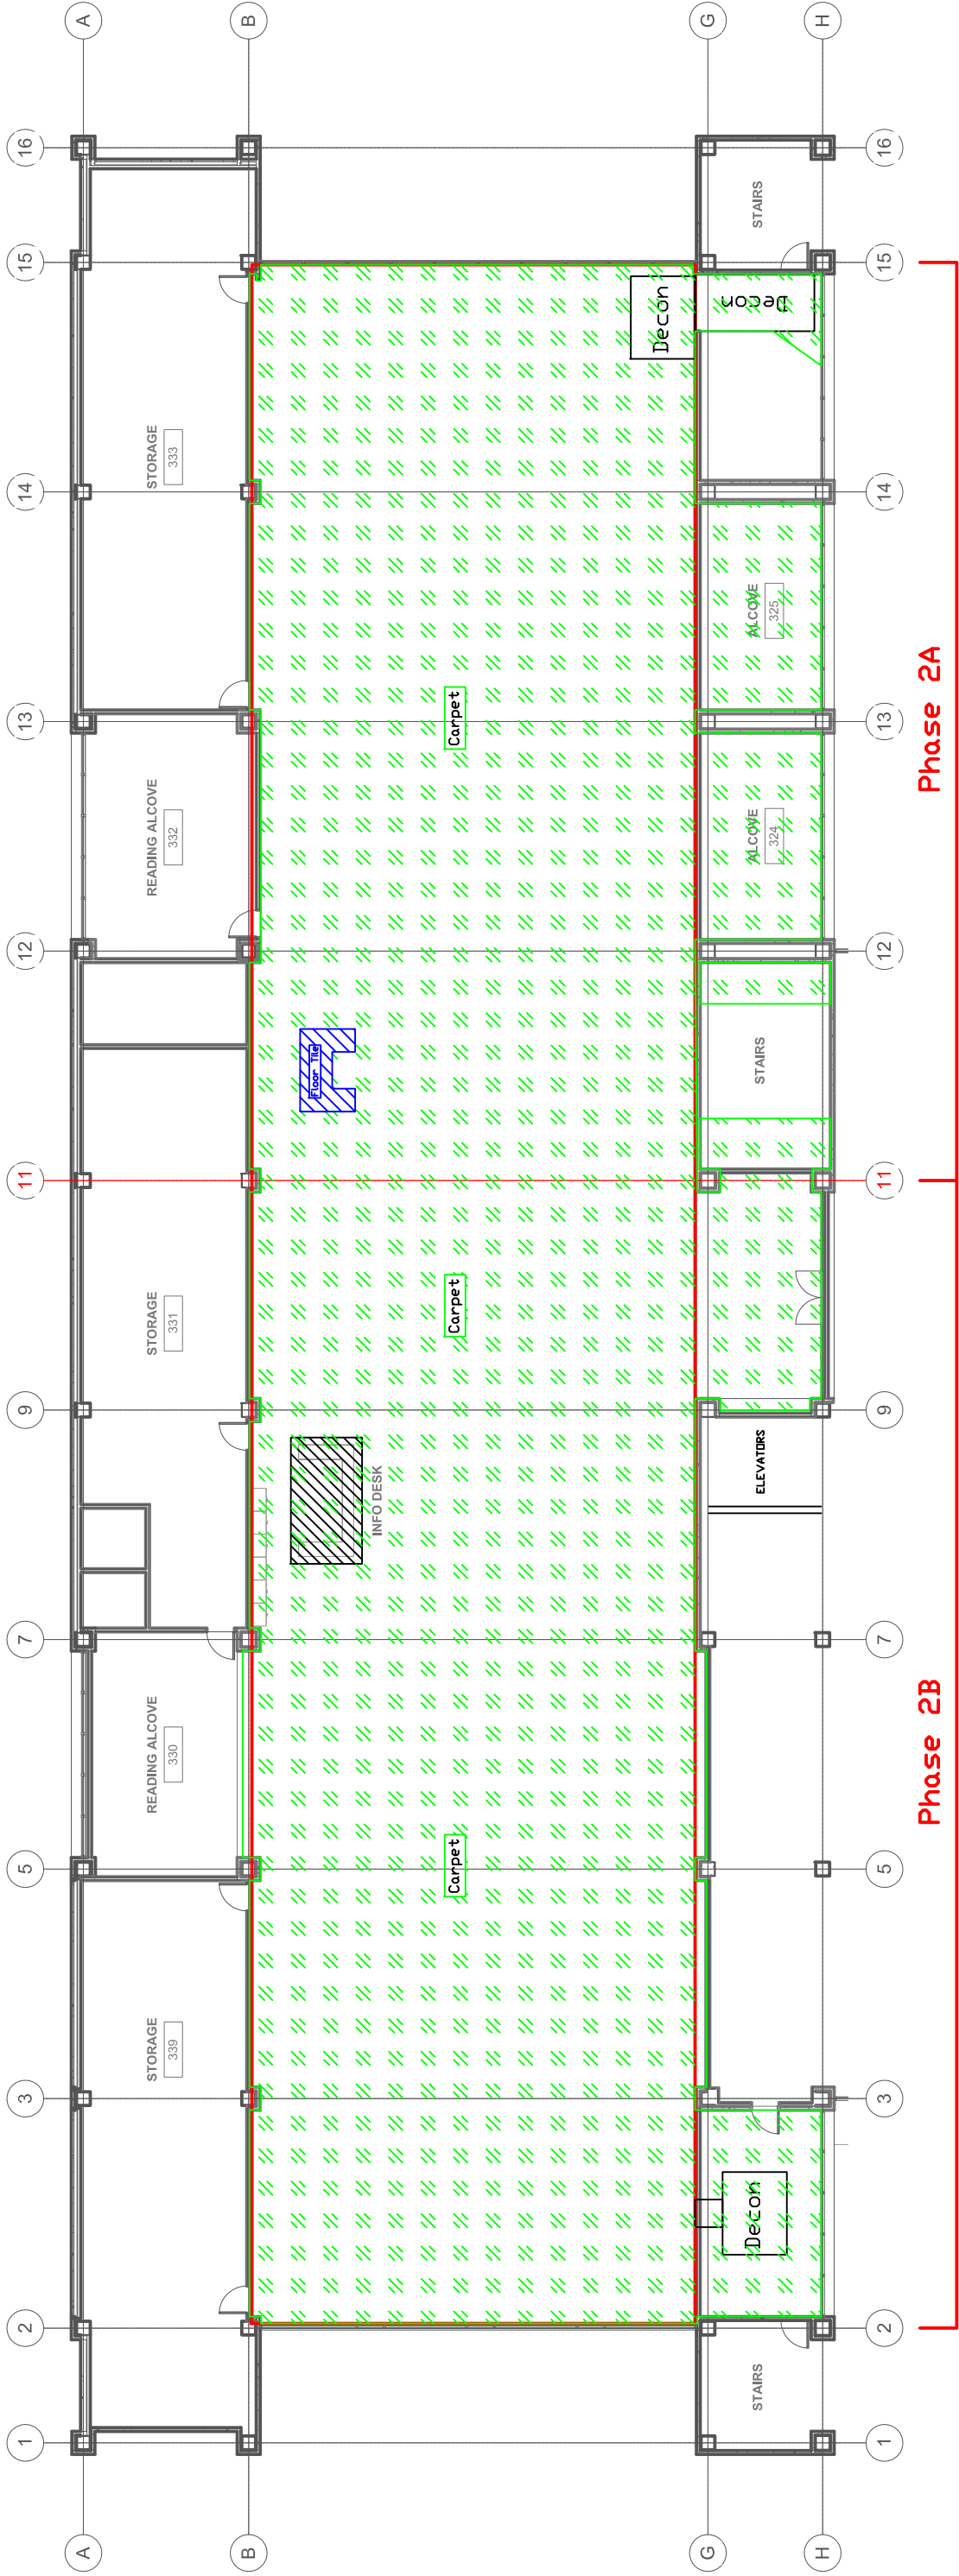 A
B
G
H
16
16
STAIRS
15
15
Decon
Decon
STORAGE
333
14
14
ALCOVE
325
Phase 2A
13
13
Carpet
READING ALCOVE
332
ALCOVE
324
12
12
Floor Tile
STAIRS
11
11
STORAGE
331
Carpet
9
9
ELEVATORS
INFO DESK
7
7
READING ALCOVE
330
Phase 2B
5
5
Carpet
STORAGE
339
3
3
Decon
2
2
STAIRS
1
1
A
B
G
H